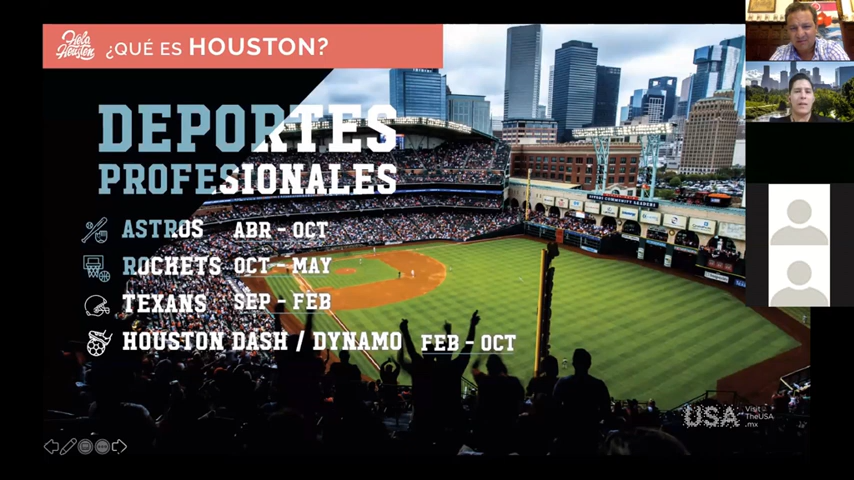 Hola Houston
¿QUÉ ES HOUSTON?
DEPORTES
PROFESIONALES
ASTROS ABR - OCT
ROCKETS OCT - MAY
TEXANS SEP - FEB
HOUSTON DASH / DYNAMO FEB - OCT
USA Visit
TheUSA
.mx